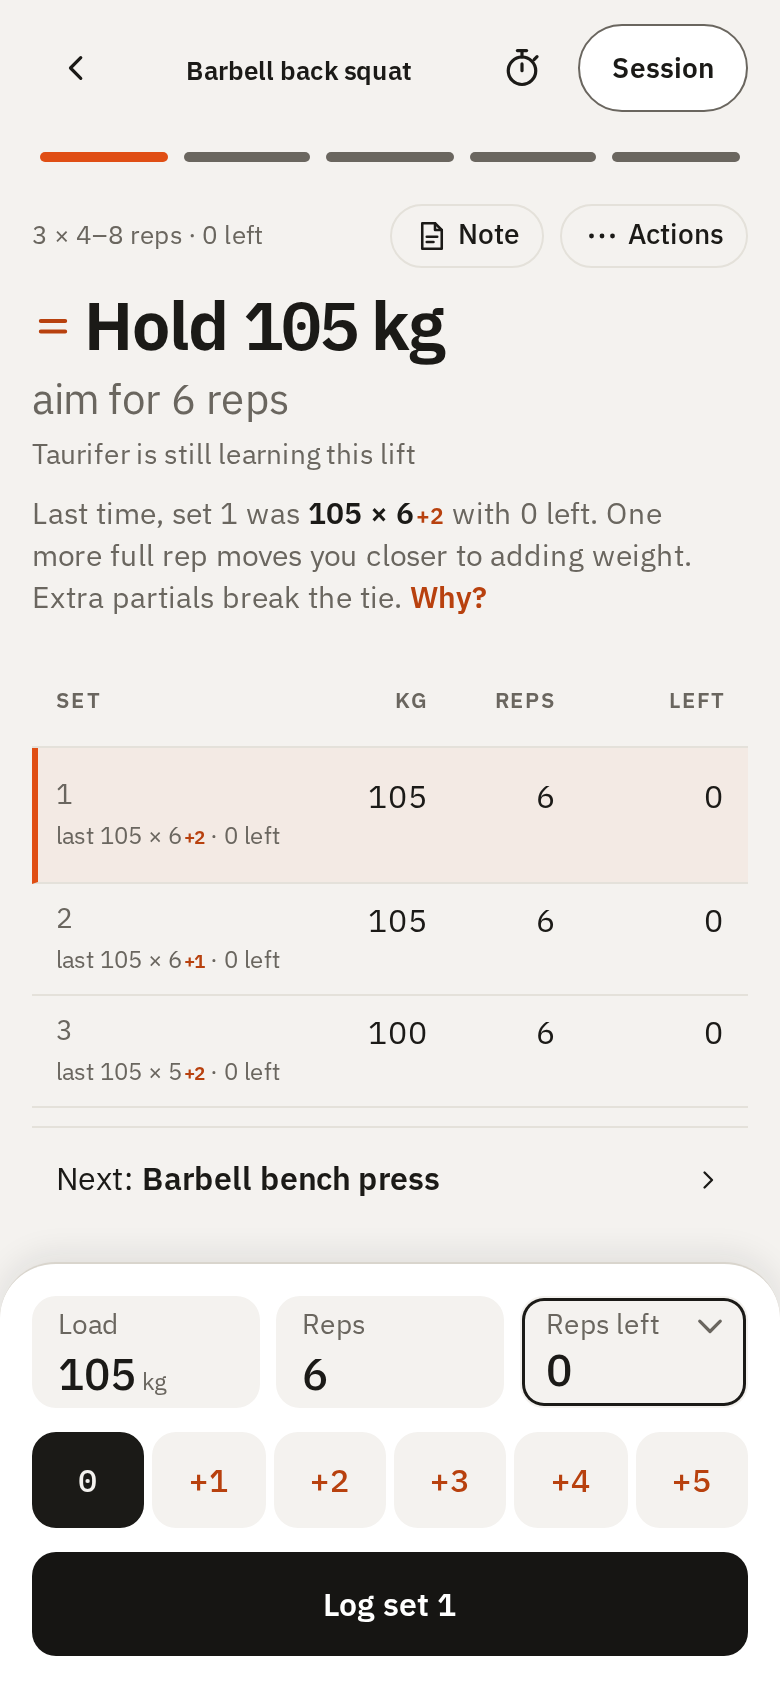 Barbell back squat
Session
3 × 4–8 reps · 0 left
Note
··· Actions
= Hold 105 kg
aim for 6 reps
Taurifer is still learning this lift
Last time, set 1 was 105 × 6+2 with 0 left. One
more full rep moves you closer to adding weight.
Extra partials break the tie. Why?
SET KG REPS LEFT
1 105 6 0
last 105 × 6+2 · 0 left
2 105 6 0
last 105 × 6+1 · 0 left
3 100 6 0
last 105 × 5+2 · 0 left
Next: Barbell bench press
Load Reps Reps left
105 kg 6 0
0 +1 +2 +3 +4 +5
Log set 1